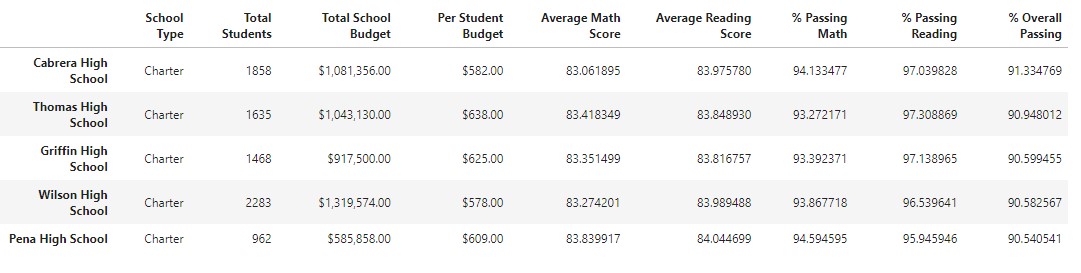 School Type Total Students Total School Budget Per Student Budget Average Math Score Average Reading Score % Passing Math % Passing Reading % Overall Passing
Cabrera High School Charter 1858 $1,081,356.00 $582.00 83.061895 83.975780 94.133477 97.039828 91.334769
Thomas High School Charter 1635 $1,043,130.00 $638.00 83.418349 83.848930 93.272171 97.308869 90.948012
Griffin High School Charter 1468 $917,500.00 $625.00 83.351499 83.816757 93.392371 97.138965 90.599455
Wilson High School Charter 2283 $1,319,574.00 $578.00 83.274201 83.989488 93.867718 96.539641 90.582567
Pena High School Charter 962 $585,858.00 $609.00 83.839917 84.044699 94.594595 95.945946 90.540541